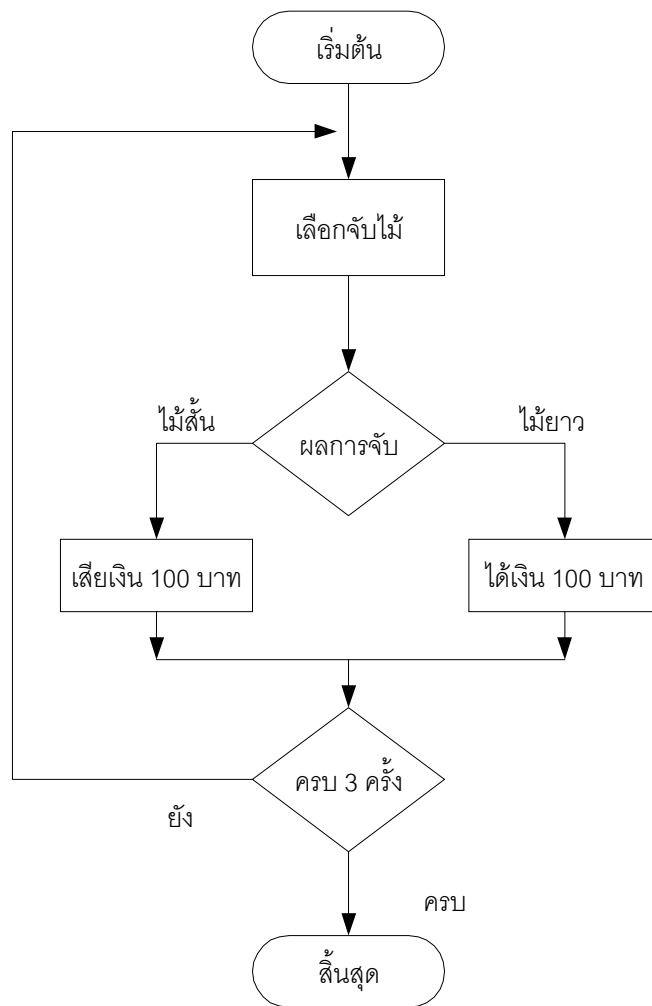 เริ่มต้น
เลือกจับไม้
ไม้สั้น
ไม้ยาว
ผลการจับ
เสียเงิน 100 บาท
ได้เงิน 100 บาท
ครบ 3 ครั้ง
ยัง
ครบ
สิ้นสุด